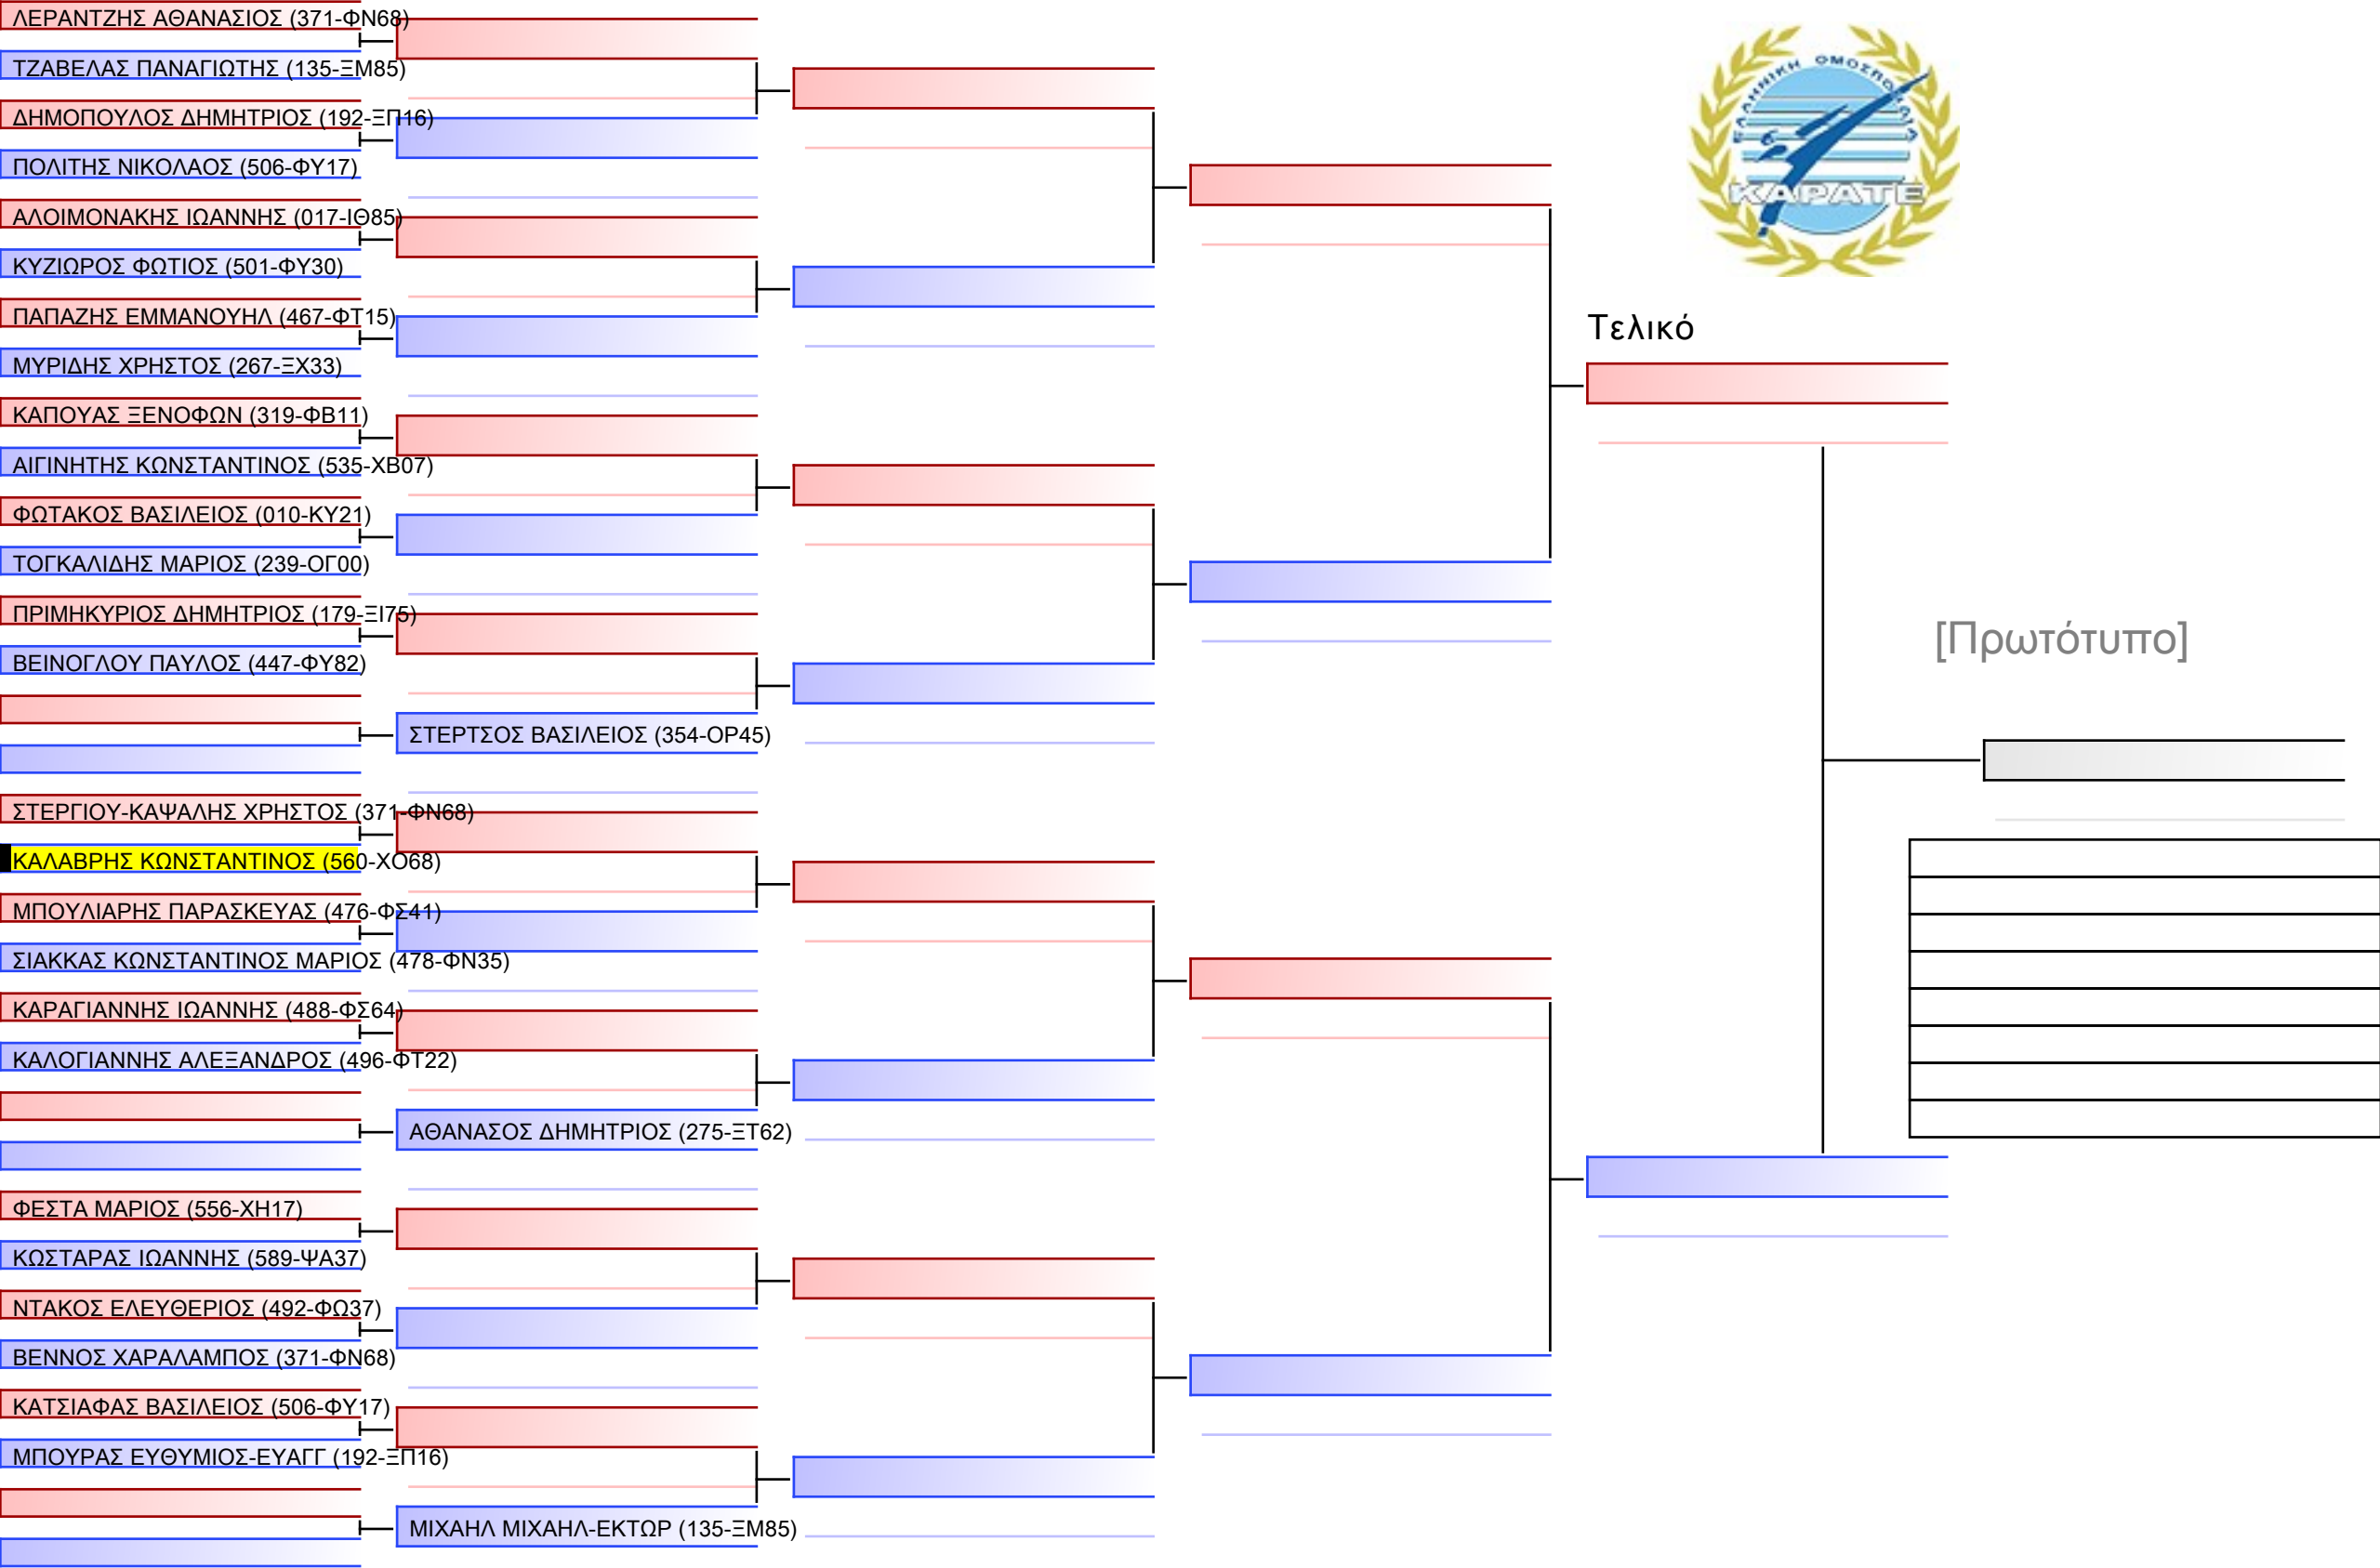 ΛΕΡΑΝΤΖΗΣ ΑΘΑΝΑΣΙΟΣ (371-ΦΝ68)
ΤΖΑΒΕΛΑΣ ΠΑΝΑΓΙΩΤΗΣ (135-ΞΜ85)
ΔΗΜΟΠΟΥΛΟΣ ΔΗΜΗΤΡΙΟΣ (192-ΞΠ16)
ΠΟΛΙΤΗΣ ΝΙΚΟΛΑΟΣ (506-ΦΥ17)
ΑΛΟΙΜΟΝΑΚΗΣ ΙΩΑΝΝΗΣ (017-ΙΘ85)
ΚΥΖΙΩΡΟΣ ΦΩΤΙΟΣ (501-ΦΥ30)
ΠΑΠΑΖΗΣ ΕΜΜΑΝΟΥΗΛ (467-ΦΤ15)
ΜΥΡΙΔΗΣ ΧΡΗΣΤΟΣ (267-ΞΧ33)
ΚΑΠΟΥΑΣ ΞΕΝΟΦΩΝ (319-ΦΒ11)
ΑΙΓΙΝΗΤΗΣ ΚΩΝΣΤΑΝΤΙΝΟΣ (535-ΧΒ07)
ΦΩΤΑΚΟΣ ΒΑΣΙΛΕΙΟΣ (010-ΚΥ21)
ΤΟΓΚΑΛΙΔΗΣ ΜΑΡΙΟΣ (239-ΟΓ00)
ΠΡΙΜΗΚΥΡΙΟΣ ΔΗΜΗΤΡΙΟΣ (179-ΞΙ75)
ΒΕΙΝΟΓΛΟΥ ΠΑΥΛΟΣ (447-ΦΥ82)
ΣΤΕΡΤΣΟΣ ΒΑΣΙΛΕΙΟΣ (354-ΟΡ45)
ΣΤΕΡΓΙΟΥ-ΚΑΨΑΛΗΣ ΧΡΗΣΤΟΣ (371-ΦΝ68)
ΚΑΛΑΒΡΗΣ ΚΩΝΣΤΑΝΤΙΝΟΣ (560-ΧΟ68)
ΜΠΟΥΛΙΑΡΗΣ ΠΑΡΑΣΚΕΥΑΣ (476-ΦΣ41)
ΣΙΑΚΚΑΣ ΚΩΝΣΤΑΝΤΙΝΟΣ ΜΑΡΙΟΣ (478-ΦΝ35)
ΚΑΡΑΓΙΑΝΝΗΣ ΙΩΑΝΝΗΣ (488-ΦΣ64)
ΚΑΛΟΓΙΑΝΝΗΣ ΑΛΕΞΑΝΔΡΟΣ (496-ΦΤ22)
ΑΘΑΝΑΣΟΣ ΔΗΜΗΤΡΙΟΣ (275-ΞΤ62)
ΦΕΣΤΑ ΜΑΡΙΟΣ (556-ΧΗ17)
ΚΩΣΤΑΡΑΣ ΙΩΑΝΝΗΣ (589-ΨΑ37)
ΝΤΑΚΟΣ ΕΛΕΥΘΕΡΙΟΣ (492-ΦΩ37)
ΒΕΝΝΟΣ ΧΑΡΑΛΑΜΠΟΣ (371-ΦΝ68)
ΚΑΤΣΙΑΦΑΣ ΒΑΣΙΛΕΙΟΣ (506-ΦΥ17)
ΜΠΟΥΡΑΣ ΕΥΘΥΜΙΟΣ-ΕΥΑΓΓ (192-ΞΠ16)
ΜΙΧΑΗΛ ΜΙΧΑΗΛ-ΕΚΤΩΡ (135-ΞΜ85)
ΕΛΛΗΝΙΚΗ ΟΜΟΣΠΟΝΔΙΑ
ΚΑΡΑΤΕ
Τελικό
[Πρωτότυπο]